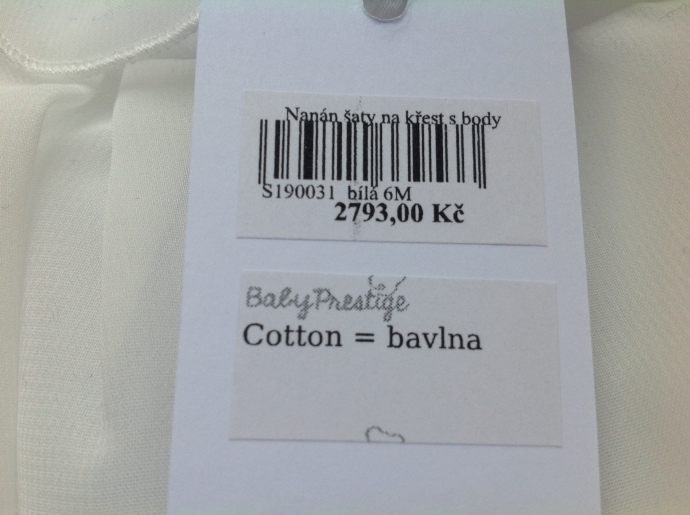 Nanán šaty na křest s body
S190031 bílá 6M
2793,00 Kč
BabyPrestige
Cotton = bavlna